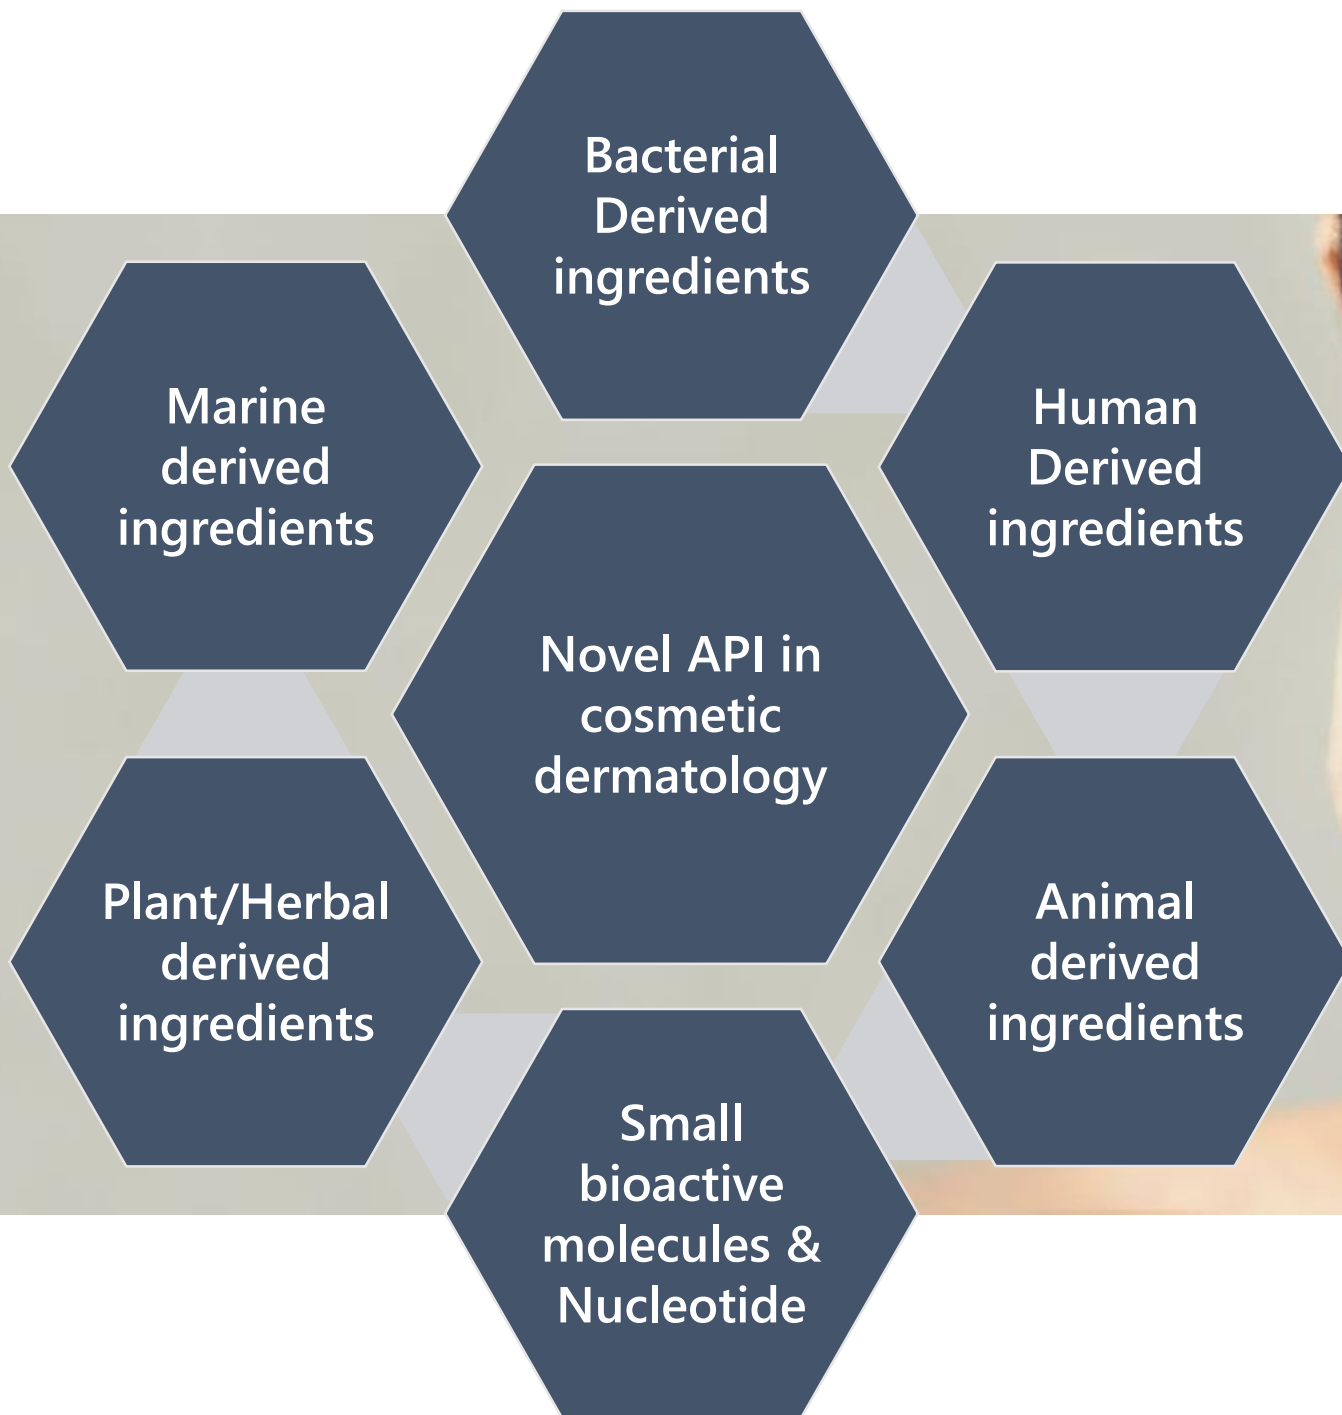 Bacterial
Derived
ingredients
Marine
derived
ingredients
Human
Derived
ingredients
Novel API in
cosmetic
dermatology
Plant/Herbal
derived
ingredients
Animal
derived
ingredients
Small
bioactive
molecules &
Nucleotide